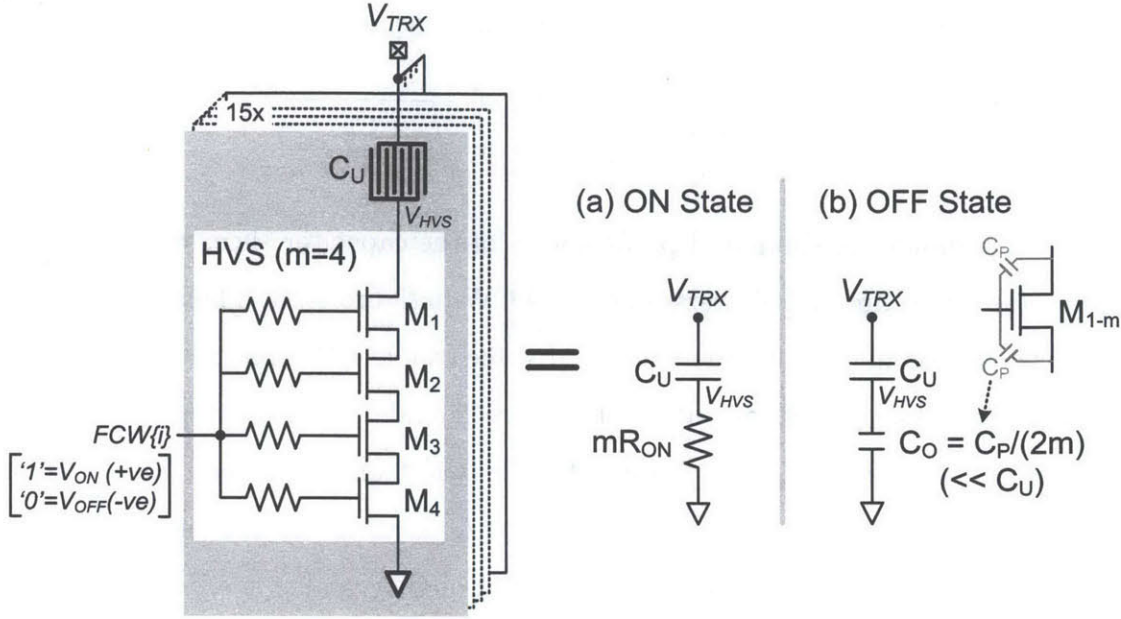 V_TRX
15x
C_U
V_HVS
HVS (m=4)
M_1
M_2
M_3
M_4
FCW{i}
['1'=V_ON (+ve)
'0'=V_OFF(-ve)]
=
(a) ON State
V_TRX
C_U
V_HVS
mR_ON
(b) OFF State
C_P
M_1-m
C_P
V_TRX
C_U
V_HVS
C_O = C_P/(2m)
(<< C_U)